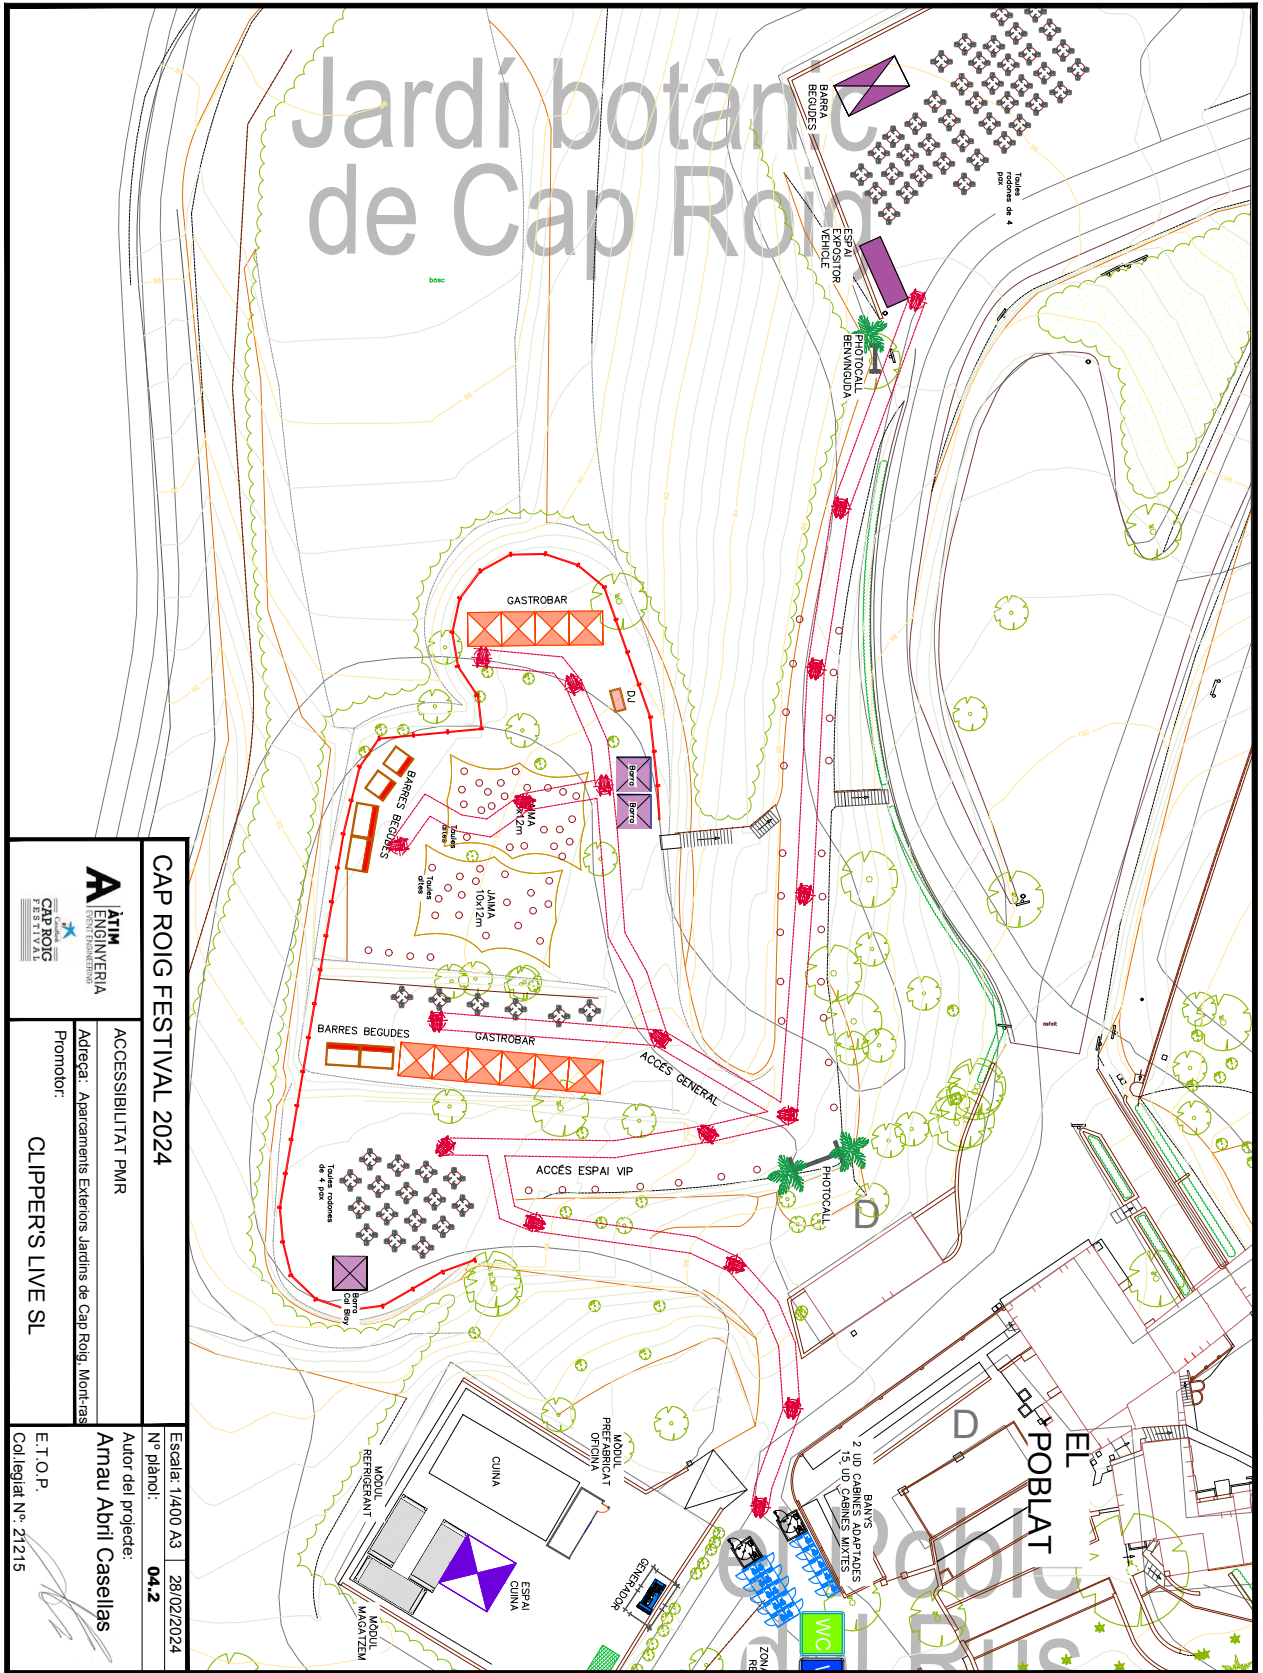 Jardí botànic
de Cap Roig
BARRA
BEGUDES
Taules
rodones de 4
pax
ESPAI
EXPOSITOR
VEHICLE
PHOTOCALL
BENVINGUDA
bosc
GASTROBAR
DJ
Barra
Barra
BARRES BEGUDES
12m
Taules
altes
JAIMA
10x12m
Taules
altes
asfalt
BARRES BEGUDES
GASTROBAR
ACCÉS GENERAL
ACCÉS ESPAI VIP
PHOTOCALL
D
Taules rodones
de 4 pax
Barra
Cal Blay
D
EL
POBLAT
BANYS
2 UD CABINES ADAPTADES
15 UD CABINES MIXTES
MÒDUL
PREFABRICAT
OFICINA
CUINA
MÒDUL
REFRIGERANT
ESPAI
CUINA
MÒDUL
MAGATZEM
GENERADOR
WC
CAP ROIG FESTIVAL 2024
ÀTIM
ENGINYERIA
EVENT ENGINEERING
CaixaBank
CAP ROIG
FESTIVAL
ACCESSIBILITAT PMR
Adreça: Aparcaments Exteriors Jardins de Cap Roig, Mont-ras
Promotor:
CLIPPER'S LIVE SL
Escala: 1/400 A3
28/02/2024
Nº plànol:
04.2
Autor del projecte:
Arnau Abril Casellas
E.T.O.P.
Col.legiat Nº: 21215